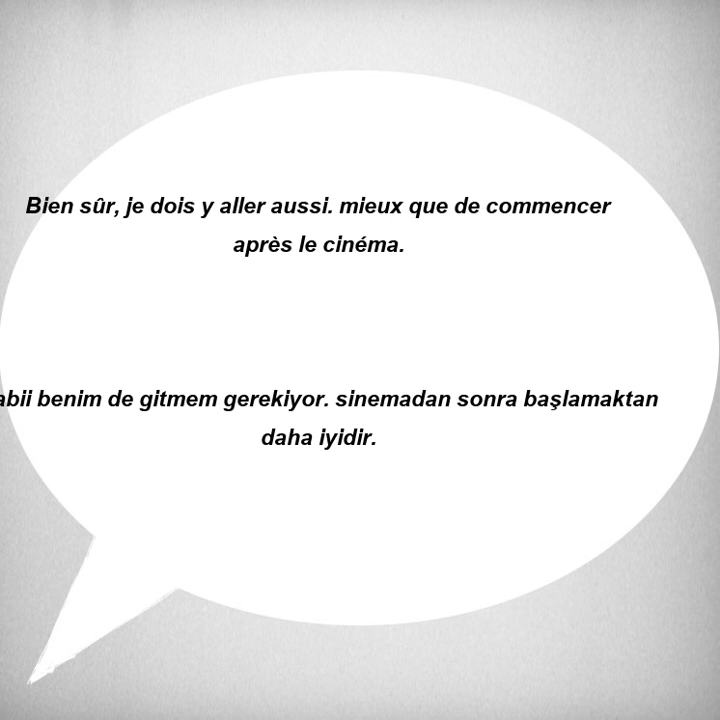 Bien sûr, je dois y aller aussi. mieux que de commencer
après le cinéma.
abii benim de gitmem gerekiyor. sinemadan sonra başlamaktan
daha iyidir.